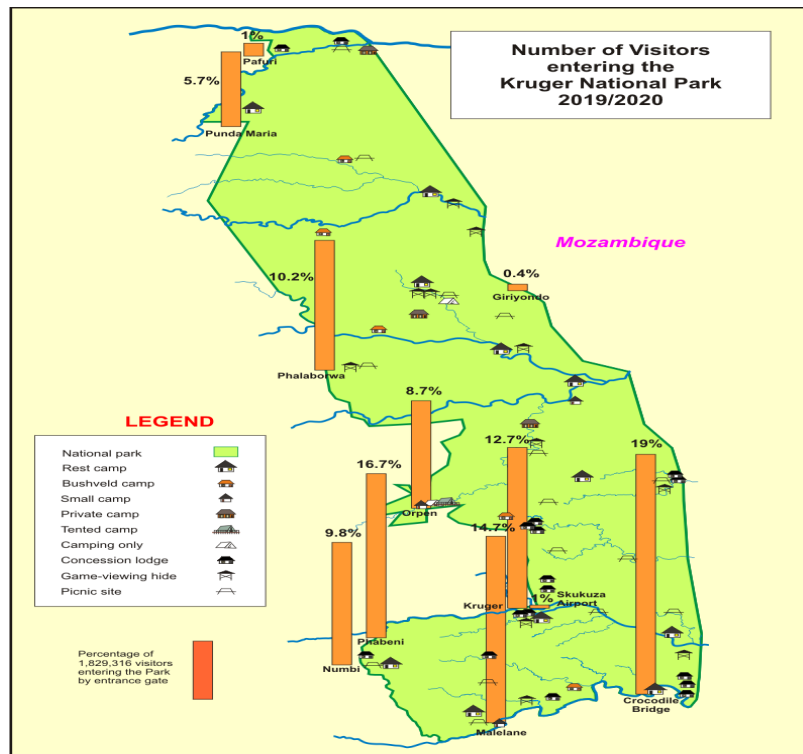 Number of Visitors
entering the
Kruger National Park
2019/2020
1%
Pafuri
5.7%
Punda Maria
Mozambique
10.2%
0.4%
Giriyondo
Phalaborwa
8.7%
LEGEND
National park
Rest camp
Bushveld camp
Small camp
Private camp
Tented camp
Camping only
Concession lodge
Game-viewing hide
Picnic site
12.7%
19%
16.7%
Orpen
9.8%
14.7%
1%
Skukuza
Airport
Kruger
Phabeni
Numbi
Percentage of
1,829,316 visitors
entering the Park
by entrance gate
Crocodile
Bridge
Malelane